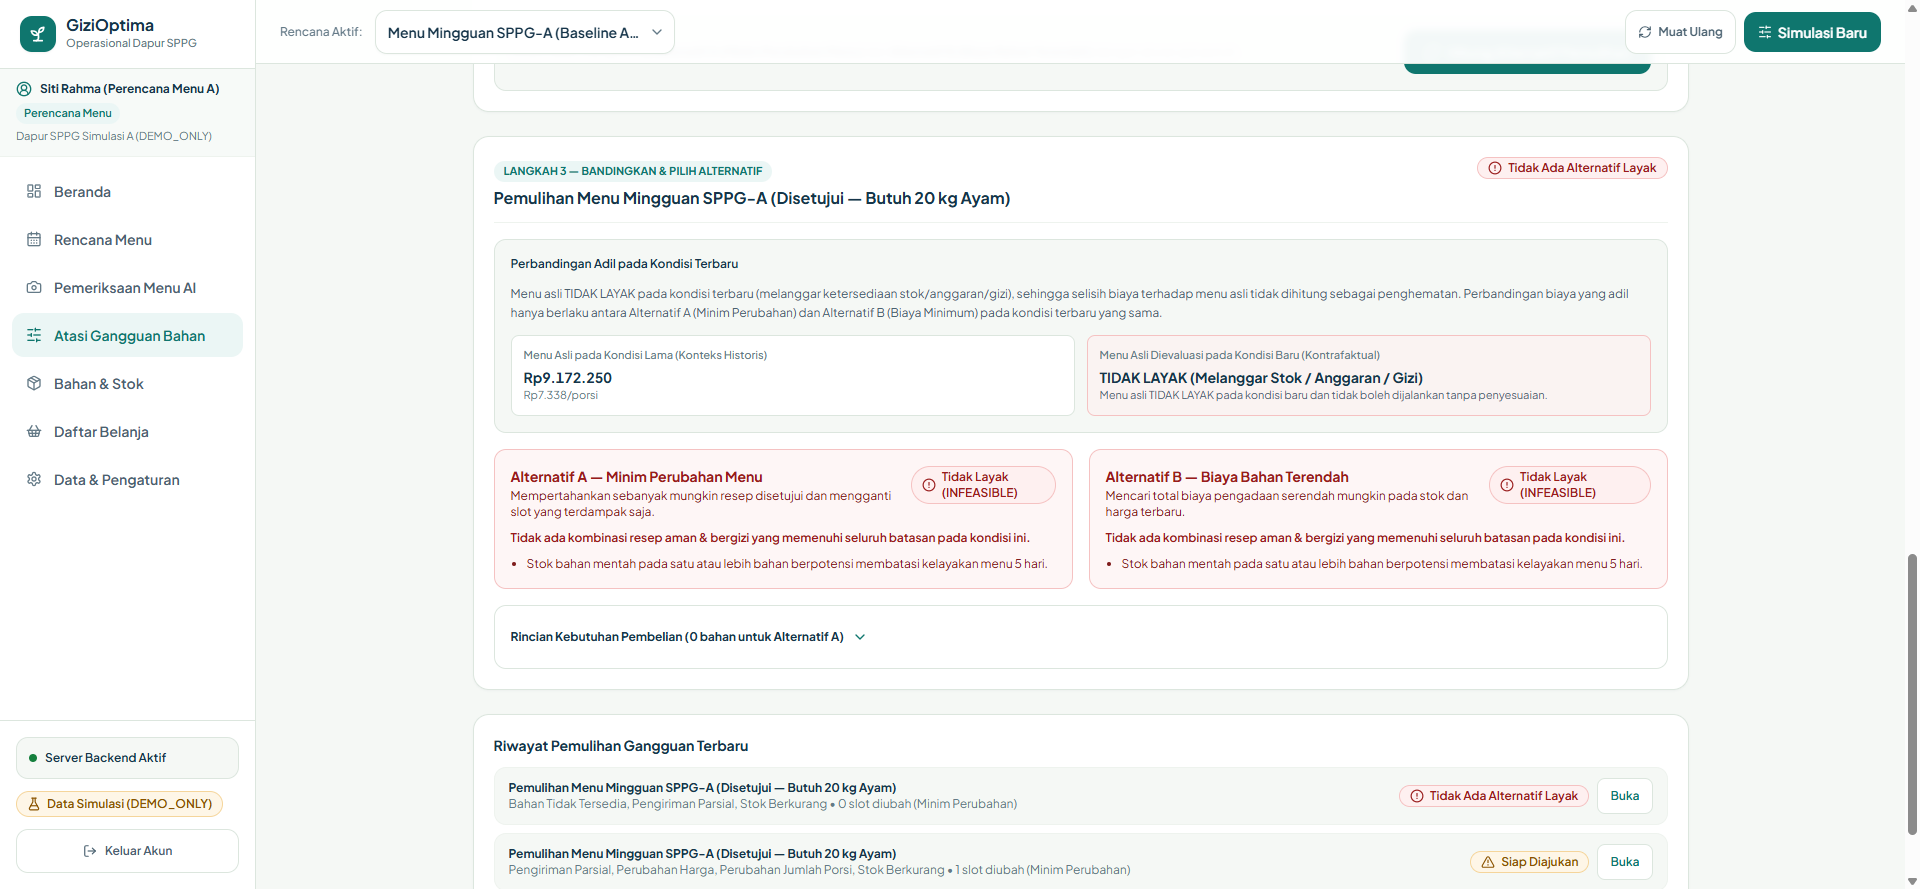 GiziOptima
Operasional Dapur SPPG
Siti Rahma (Perencana Menu A)
Perencana Menu
Dapur SPPG Simulasi A (DEMO_ONLY)
Beranda
Rencana Menu
Pemeriksaan Menu AI
Atasi Gangguan Bahan
Bahan & Stok
Daftar Belanja
Data & Pengaturan
Server Backend Aktif
Data Simulasi (DEMO_ONLY)
Keluar Akun
Rencana Aktif:
Menu Mingguan SPPG-A (Baseline A...
Muat Ulang
Simulasi Baru
LANGKAH 3 — BANDINGKAN & PILIH ALTERNATIF
Tidak Ada Alternatif Layak
Pemulihan Menu Mingguan SPPG-A (Disetujui — Butuh 20 kg Ayam)
Perbandingan Adil pada Kondisi Terbaru
Menu asli TIDAK LAYAK pada kondisi terbaru (melanggar ketersediaan stok/anggaran/gizi), sehingga selisih biaya terhadap menu asli tidak dihitung sebagai penghematan. Perbandingan biaya yang adil
hanya berlaku antara Alternatif A (Minim Perubahan) dan Alternatif B (Biaya Minimum) pada kondisi terbaru yang sama.
Menu Asli pada Kondisi Lama (Konteks Historis)
Rp9.172.250
Rp7.338/porsi
Menu Asli Dievaluasi pada Kondisi Baru (Kontrafaktual)
TIDAK LAYAK (Melanggar Stok / Anggaran / Gizi)
Menu asli TIDAK LAYAK pada kondisi baru dan tidak boleh dijalankan tanpa penyesuaian.
Alternatif A — Minim Perubahan Menu
Mempertahankan sebanyak mungkin resep disetujui dan mengganti
slot yang terdampak saja.
Tidak Layak
(INFEASIBLE)
Tidak ada kombinasi resep aman & bergizi yang memenuhi seluruh batasan pada kondisi ini.
• Stok bahan mentah pada satu atau lebih bahan berpotensi membatasi kelayakan menu 5 hari.
Alternatif B — Biaya Bahan Terendah
Mencari total biaya pengadaan serendah mungkin pada stok dan
harga terbaru.
Tidak Layak
(INFEASIBLE)
Tidak ada kombinasi resep aman & bergizi yang memenuhi seluruh batasan pada kondisi ini.
• Stok bahan mentah pada satu atau lebih bahan berpotensi membatasi kelayakan menu 5 hari.
Rincian Kebutuhan Pembelian (0 bahan untuk Alternatif A)
Riwayat Pemulihan Gangguan Terbaru
Pemulihan Menu Mingguan SPPG-A (Disetujui — Butuh 20 kg Ayam)
Bahan Tidak Tersedia, Pengiriman Parsial, Stok Berkurang • 0 slot diubah (Minim Perubahan)
Tidak Ada Alternatif Layak
Buka
Pemulihan Menu Mingguan SPPG-A (Disetujui — Butuh 20 kg Ayam)
Pengiriman Parsial, Perubahan Harga, Perubahan Jumlah Porsi, Stok Berkurang • 1 slot diubah (Minim Perubahan)
Siap Diajukan
Buka